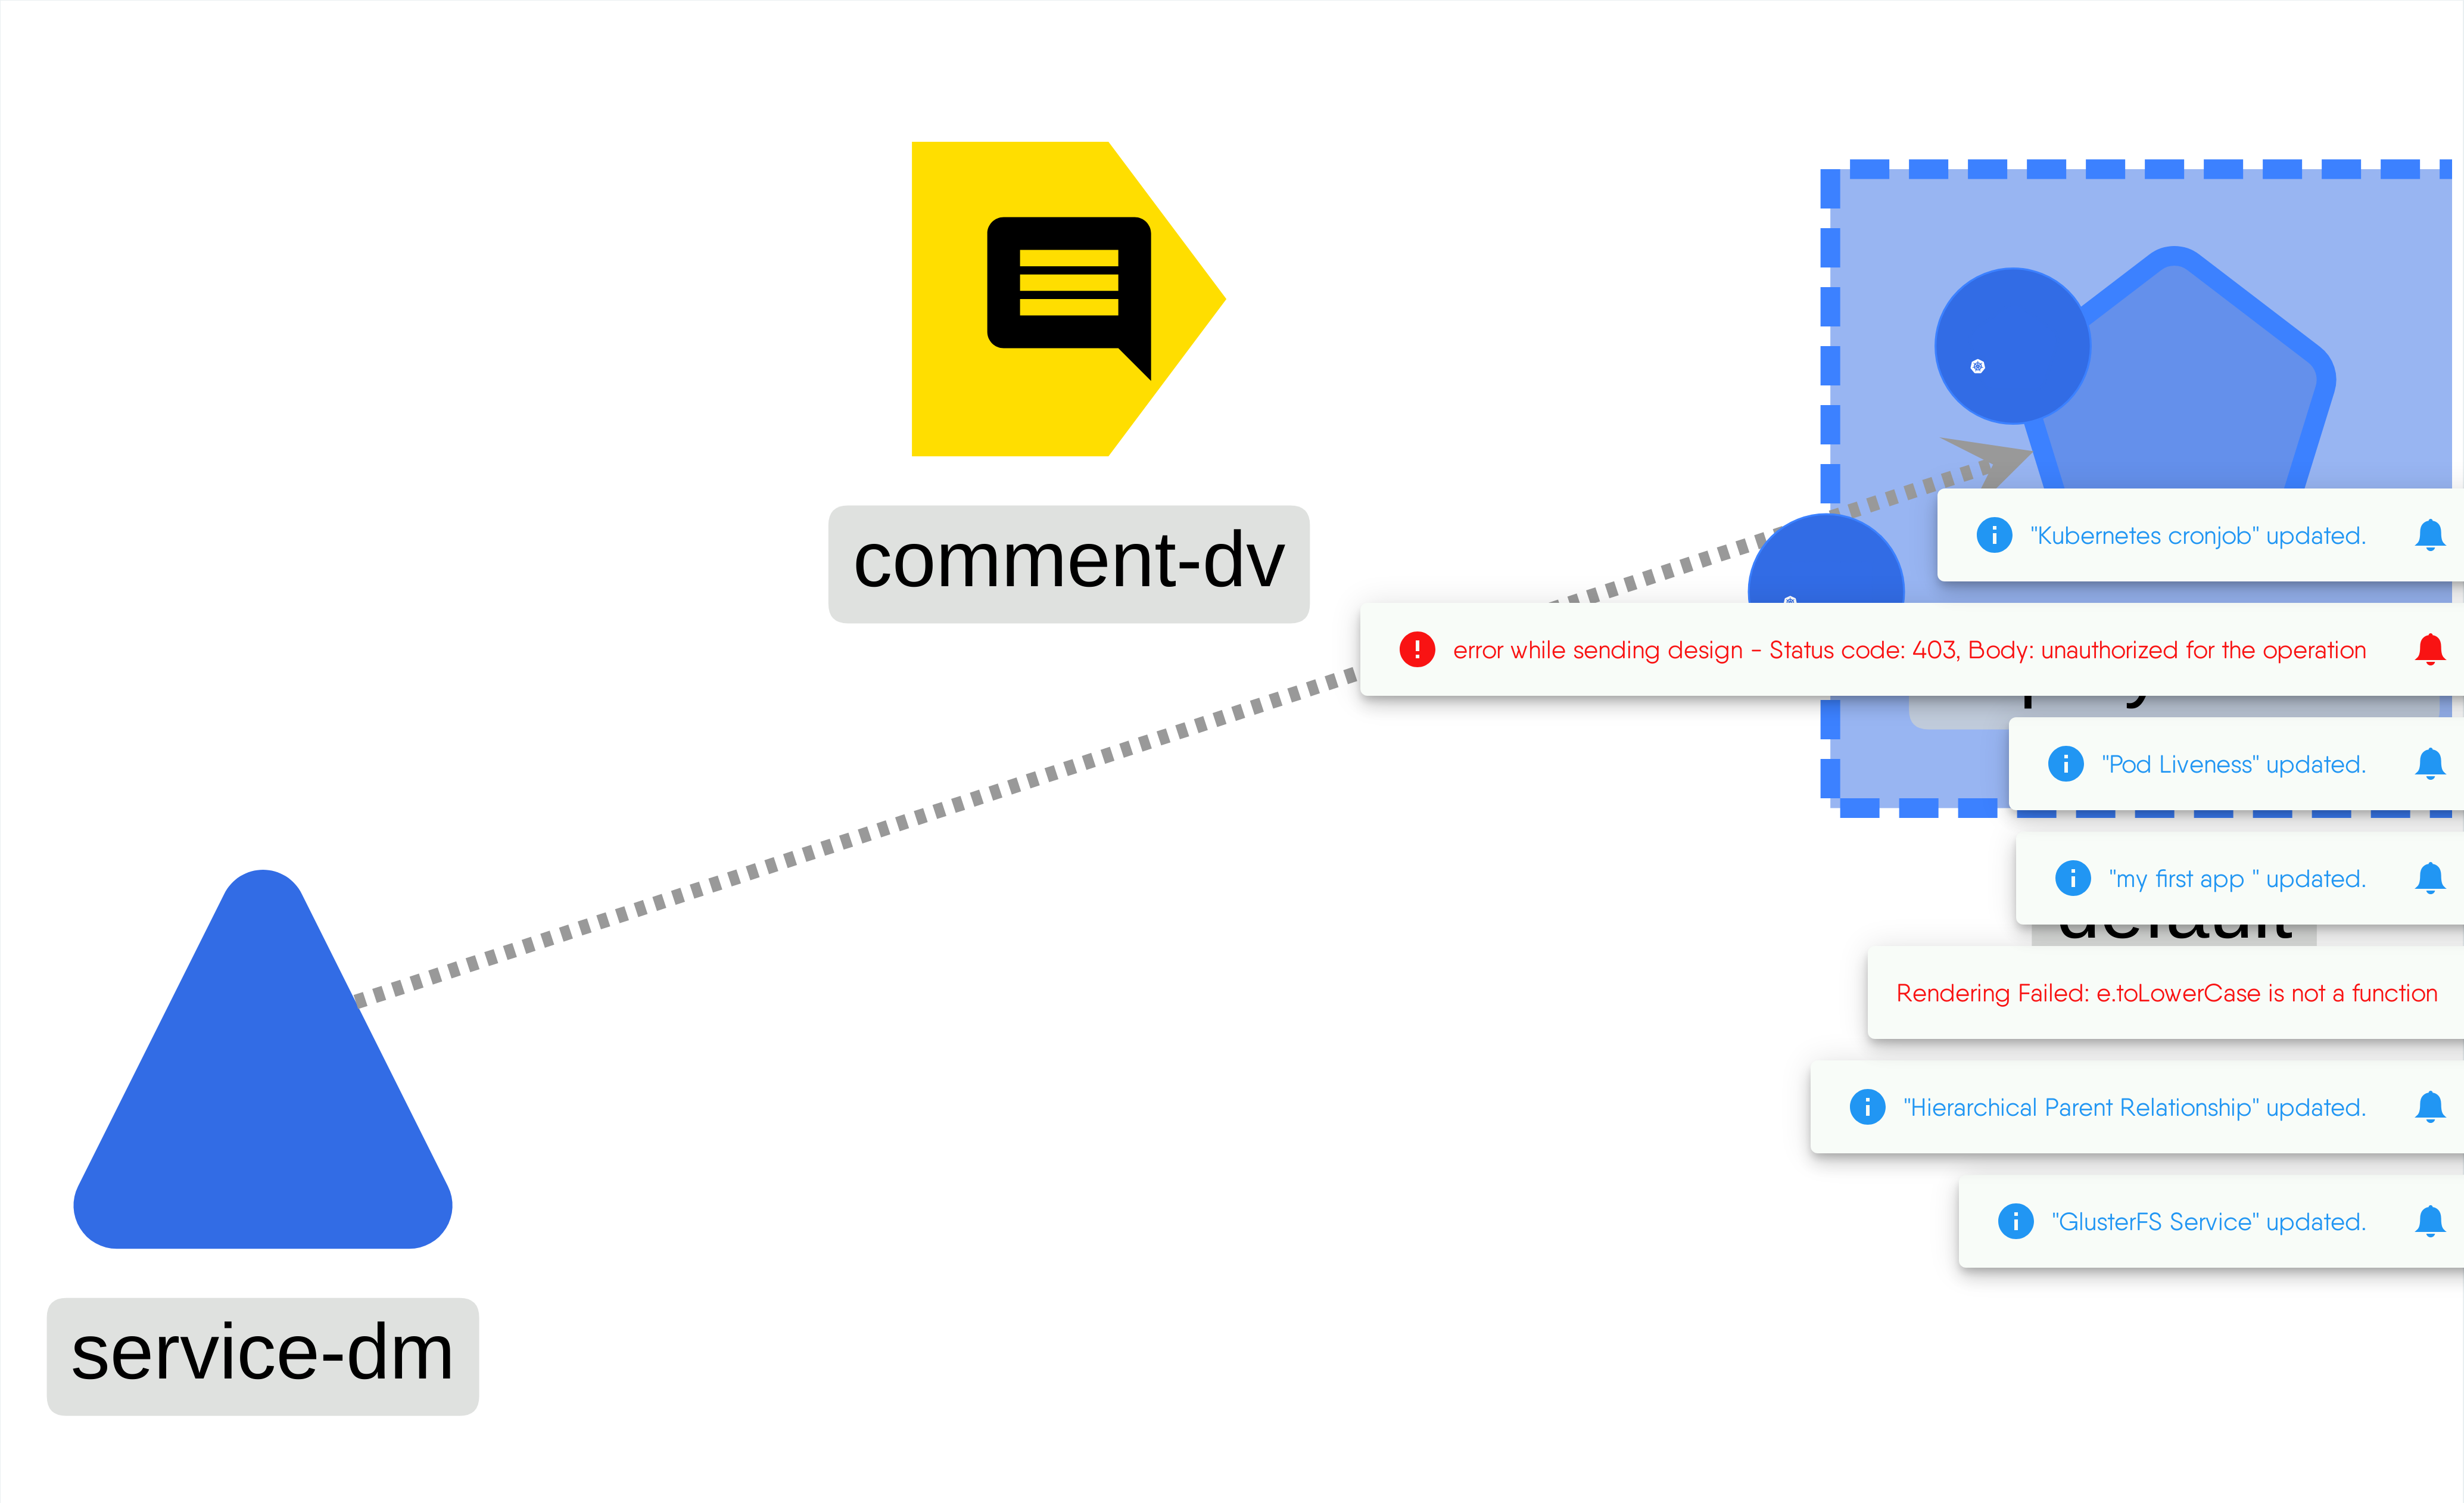 comment-dv
"Kubernetes cronjob" updated.
error while sending design - Status code: 403, Body: unauthorized for the operation
"Pod Liveness" updated.
"my first app " updated.
default
Rendering Failed: e.toLowerCase is not a function
"Hierarchical Parent Relationship" updated.
"GlusterFS Service" updated.
service-dm